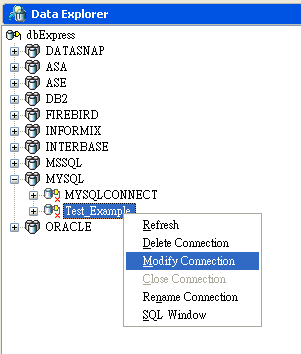 Data Explorer
dbExpress
DATASNAP
ASA
ASE
DB2
FIREBIRD
INFORMIX
INTERBASE
MSSQL
MYSQL
MYSQLCONNECT
Test_Example
ORACLE
Refresh
Delete Connection
Modify Connection
Close Connection
Rename Connection
SQL Window